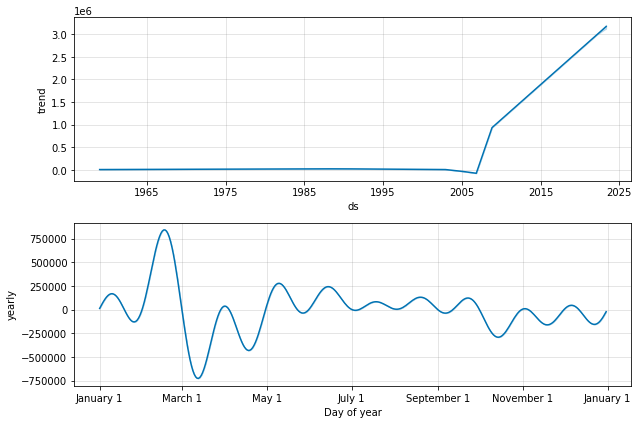 1e6
3.0
2.5
2.0
1.5
1.0
0.5
0.0
trend
1965 1975 1985 1995 2005 2015 2025
ds
750000
500000
250000
0
−250000
−500000
−750000
yearly
January 1 March 1 May 1 July 1 September 1 November 1 January 1
Day of year